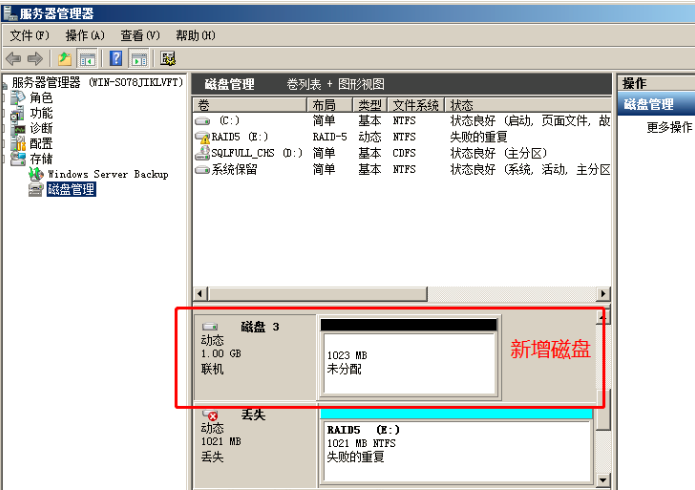 服务器管理器
文件(F) 操作(A) 查看(V) 帮助(H)
服务器管理器 (WIN-S078JIKLVFT)
角色
功能
诊断
配置
存储
Windows Server Backup
磁盘管理
磁盘管理 卷列表 + 图形视图
卷 布局 类型 文件系统 状态
(C:) 简单 基本 NTFS 状态良好 (启动, 页面文件, 故
RAID5 (E:) RAID-5 动态 NTFS 失败的重复
SQLFULL_CHS (D:) 简单 基本 CDFS 状态良好 (主分区)
系统保留 简单 基本 NTFS 状态良好 (系统, 活动, 主分区
操作
磁盘管理
更多操作
磁盘 3
动态
1.00 GB
联机
1023 MB
未分配
新增磁盘
丢失
动态
1021 MB
丢失
RAID5 (E:)
1021 MB NTFS
失败的重复